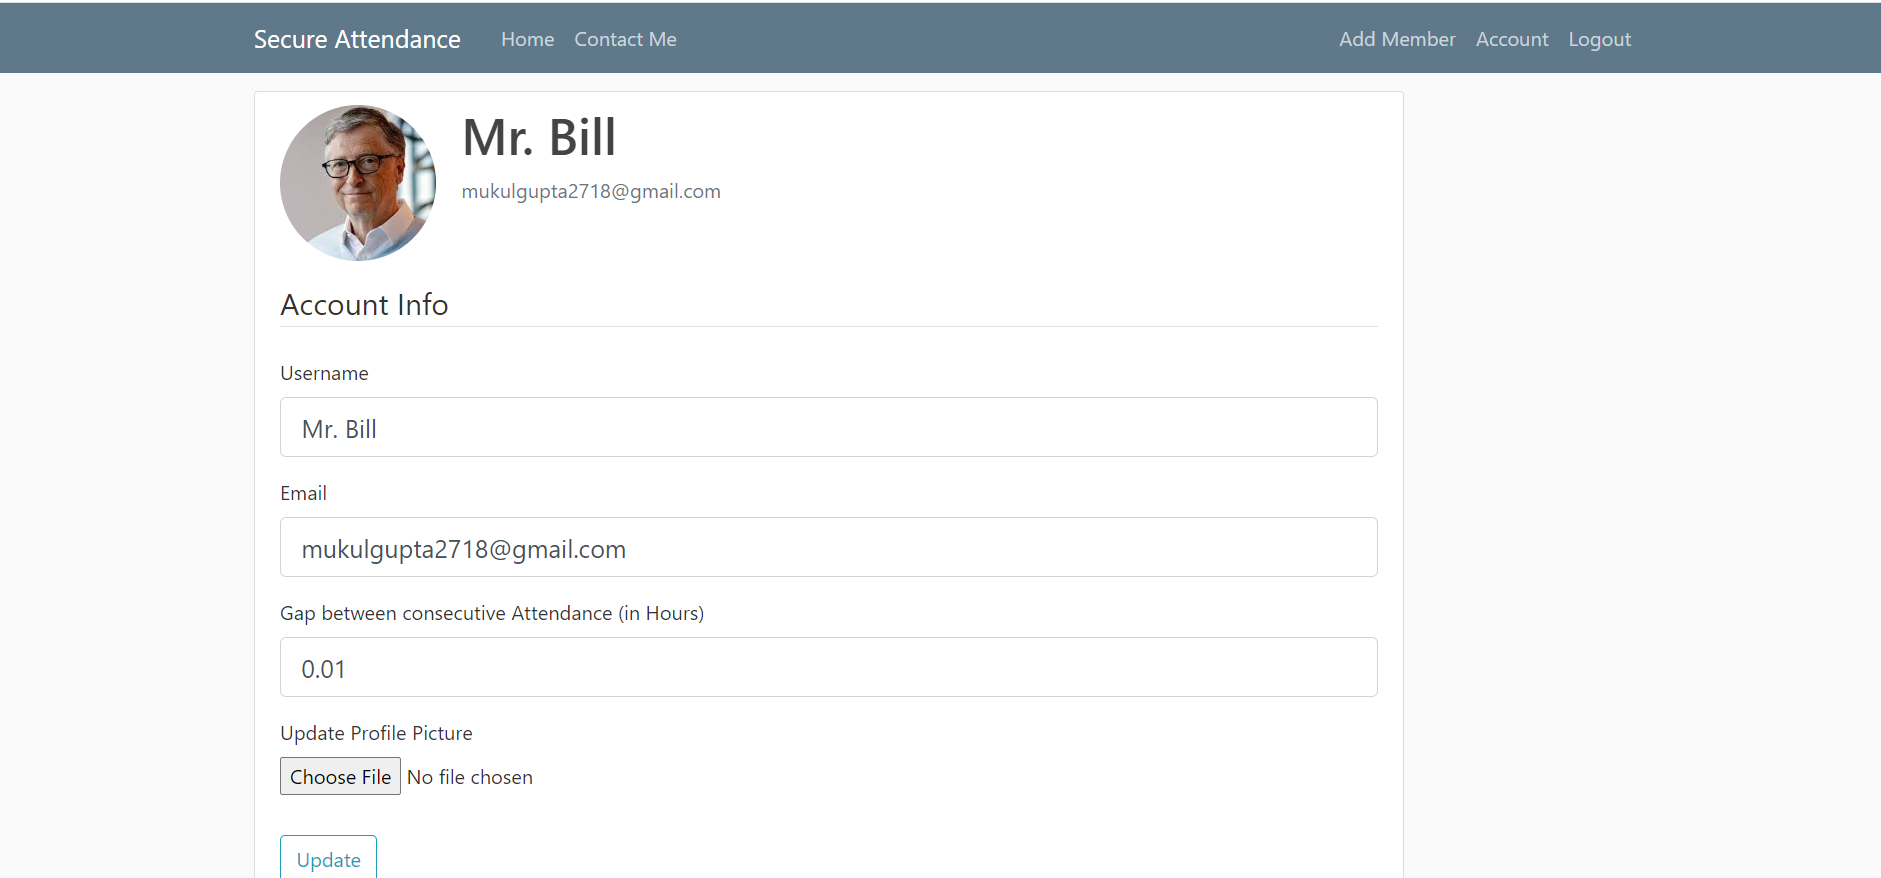 Secure Attendance Home Contact Me Add Member Account Logout
Mr. Bill
mukulgupta2718@gmail.com
Account Info
Username
Mr. Bill
Email
mukulgupta2718@gmail.com
Gap between consecutive Attendance (in Hours)
0.01
Update Profile Picture
Choose File No file chosen
Update